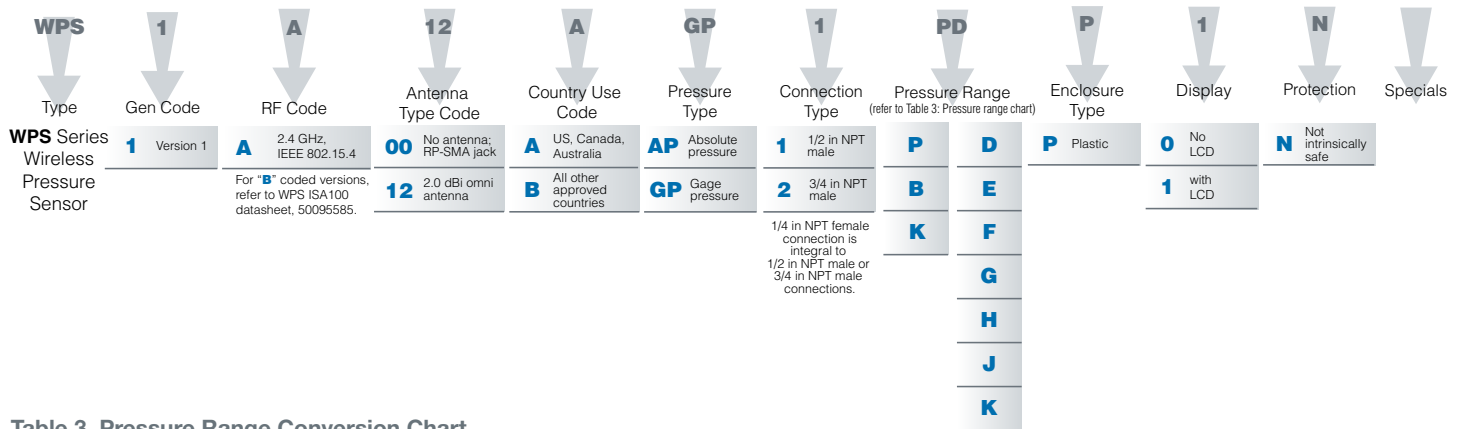 WPS 1 A 12 A GP 1 PD P 1 N
Type
Gen Code
RF Code
Antenna
Type Code
Country Use
Code
Pressure
Type
Connection
Type
Pressure Range
(refer to Table 3: Pressure range chart)
Enclosure
Type
Display
Protection
Specials
WPS Series
Wireless
Pressure
Sensor
1 Version 1
A 2.4 GHz,
IEEE 802.15.4
For “B” coded versions,
refer to WPS ISA100
datasheet, 50095585.
00 No antenna;
RP-SMA jack
12 2.0 dBi omni
antenna
A US, Canada,
Australia
B All other
approved
countries
AP Absolute
pressure
GP Gage
pressure
1 1/2 in NPT
male
2 3/4 in NPT
male
1/4 in NPT female
connection is
integral to
1/2 in NPT male or
3/4 in NPT male
connections.
P
B
K
D
E
F
G
H
J
K
P Plastic
0 No
LCD
1 with
LCD
N Not
intrinsically
safe
Table 3. Pressure Range Conversion Chart